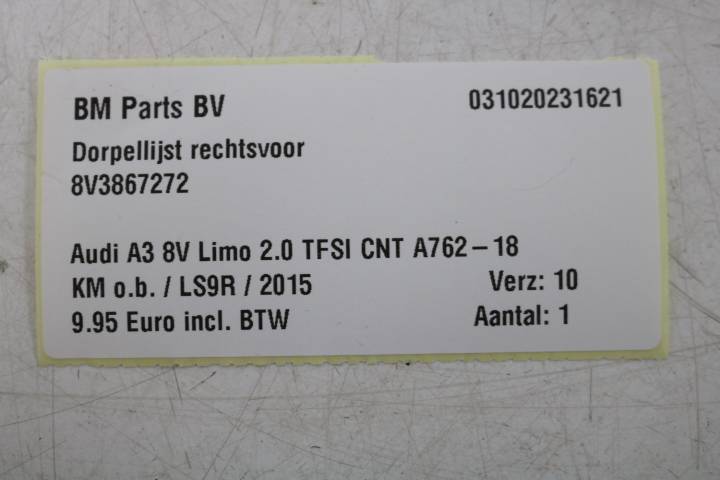 BM Parts BV 031020231621
Dorpellijst rechtsvoor
8V3867272
Audi A3 8V Limo 2.0 TFSI CNT A762-18
KM o.b. / LS9R / 2015 Verz: 10
9.95 Euro incl. BTW Aantal: 1